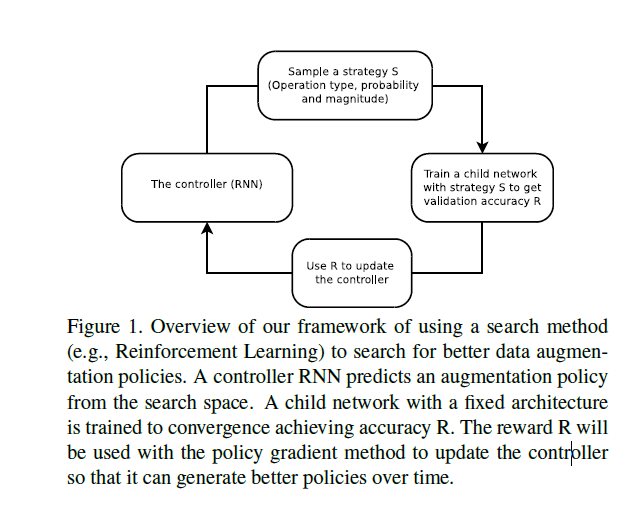 Sample a strategy S
(Operation type, probability
and magnitude)
The controller (RNN)
Train a child network
with strategy S to get
validation accuracy R
Use R to update
the controller
Figure 1. Overview of our framework of using a search method
(e.g., Reinforcement Learning) to search for better data augmen-
tation policies. A controller RNN predicts an augmentation policy
from the search space. A child network with a fixed architecture
is trained to convergence achieving accuracy R. The reward R will
be used with the policy gradient method to update the controller
so that it can generate better policies over time.